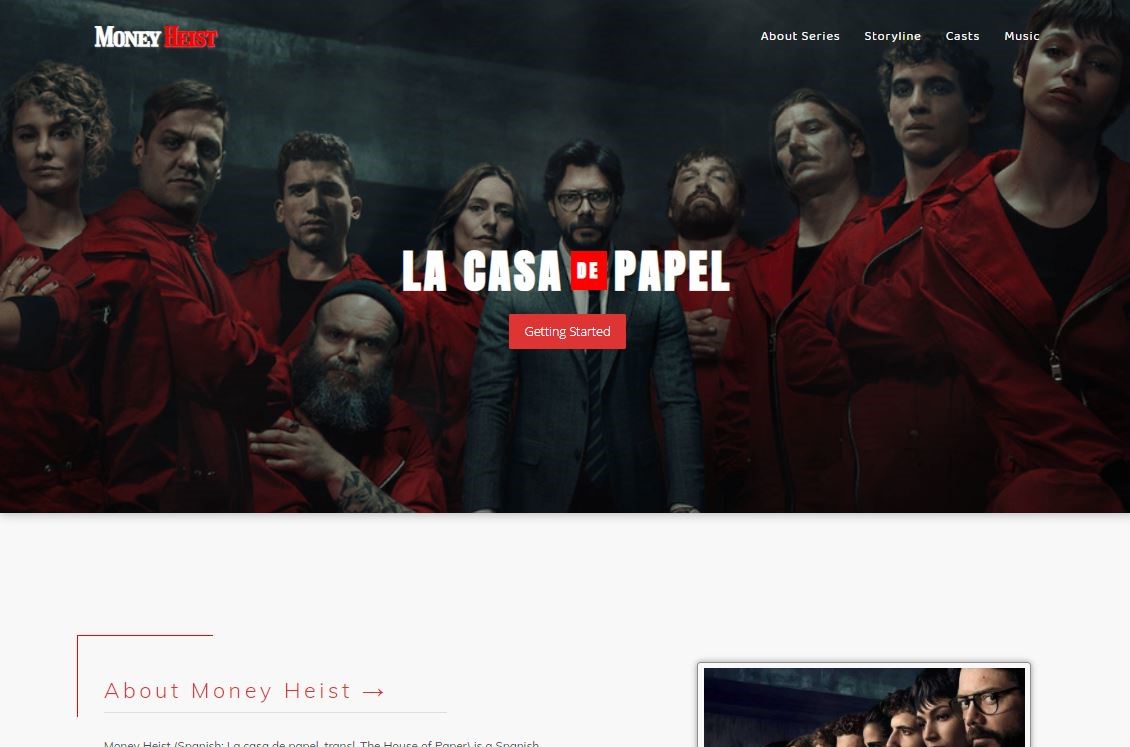 MONEY HEIST
About Series Storyline Casts Music
LA CASA DE PAPEL
Getting Started
About Money Heist →
Money Heist (Spanish: La casa de papel, transl. The House of Paper) is a Spanish